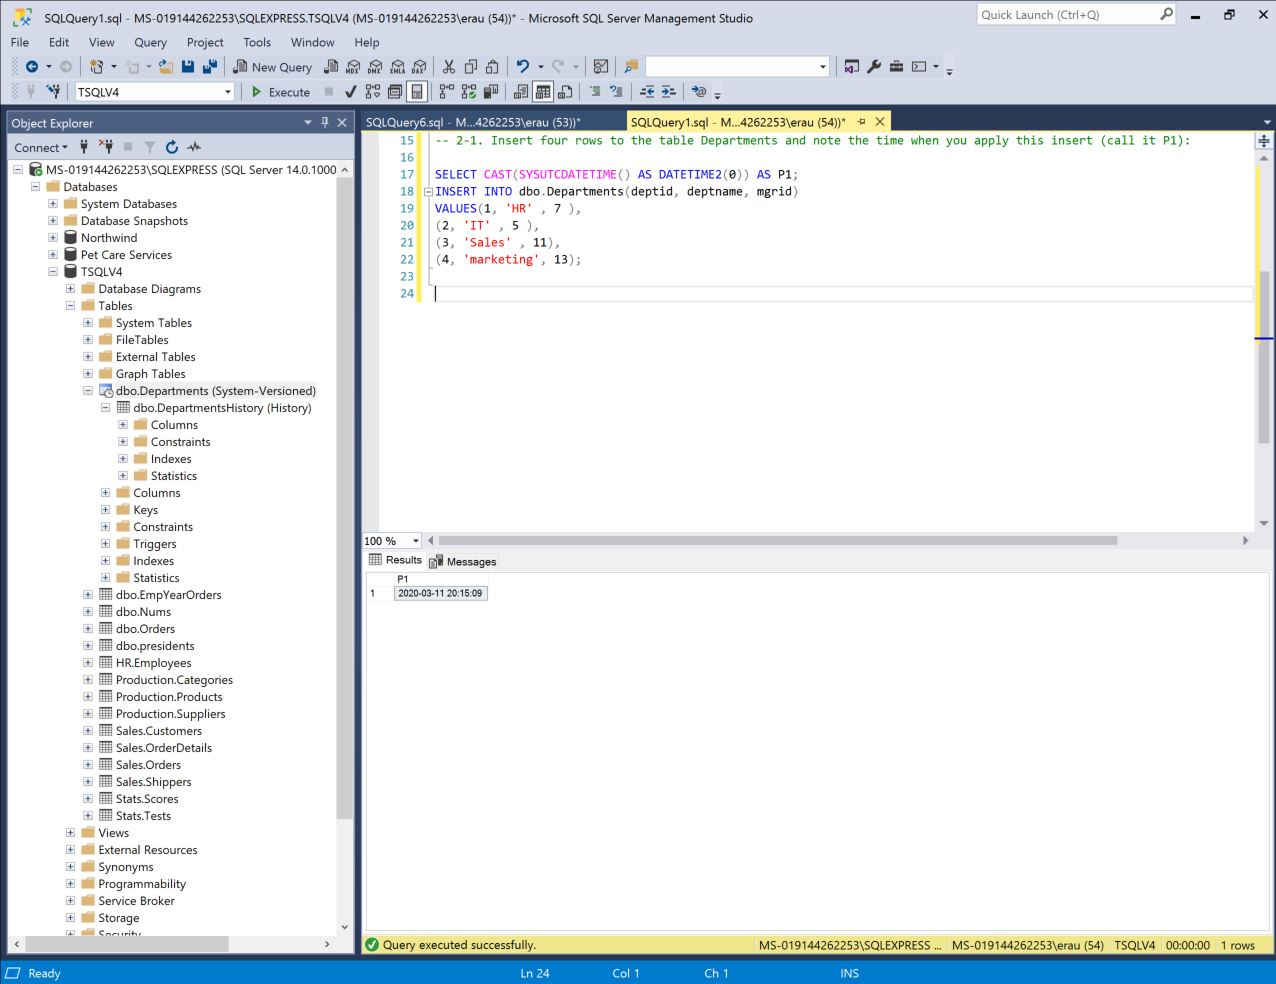 SQLQuery1.sql - MS-019144262253\SQLEXPRESS.TSQLV4 (MS-019144262253\erau (54))* - Microsoft SQL Server Management Studio
Quick Launch (Ctrl+Q)
File Edit View Query Project Tools Window Help
New Query MDX DMX XMLA DAX
TSQLV4 Execute
Object Explorer
Connect
MS-019144262253\SQLEXPRESS (SQL Server 14.0.1000
Databases
System Databases
Database Snapshots
Northwind
Pet Care Services
TSQLV4
Database Diagrams
Tables
System Tables
FileTables
External Tables
Graph Tables
dbo.Departments (System-Versioned)
dbo.DepartmentsHistory (History)
Columns
Constraints
Indexes
Statistics
Columns
Keys
Constraints
Triggers
Indexes
Statistics
dbo.EmpYearOrders
dbo.Nums
dbo.Orders
dbo.presidents
HR.Employees
Production.Categories
Production.Products
Production.Suppliers
Sales.Customers
Sales.OrderDetails
Sales.Orders
Sales.Shippers
Stats.Scores
Stats.Tests
Views
External Resources
Synonyms
Programmability
Service Broker
Storage
Security
SQLQuery6.sql - M...4262253\erau (53))*
SQLQuery1.sql - M...4262253\erau (54))*
15 -- 2-1. Insert four rows to the table Departments and note the time when you apply this insert (call it P1):
16
17 SELECT CAST(SYSUTCDATETIME() AS DATETIME2(0)) AS P1;
18 INSERT INTO dbo.Departments(deptid, deptname, mgrid)
19 VALUES(1, 'HR' , 7 ),
20 (2, 'IT' , 5 ),
21 (3, 'Sales' , 11),
22 (4, 'marketing', 13);
23
24
100 %
Results Messages
P1
1 2020-03-11 20:15:09
Query executed successfully.
MS-019144262253\SQLEXPRESS ... MS-019144262253\erau (54) TSQLV4 00:00:00 1 rows
Ready Ln 24 Col 1 Ch 1 INS